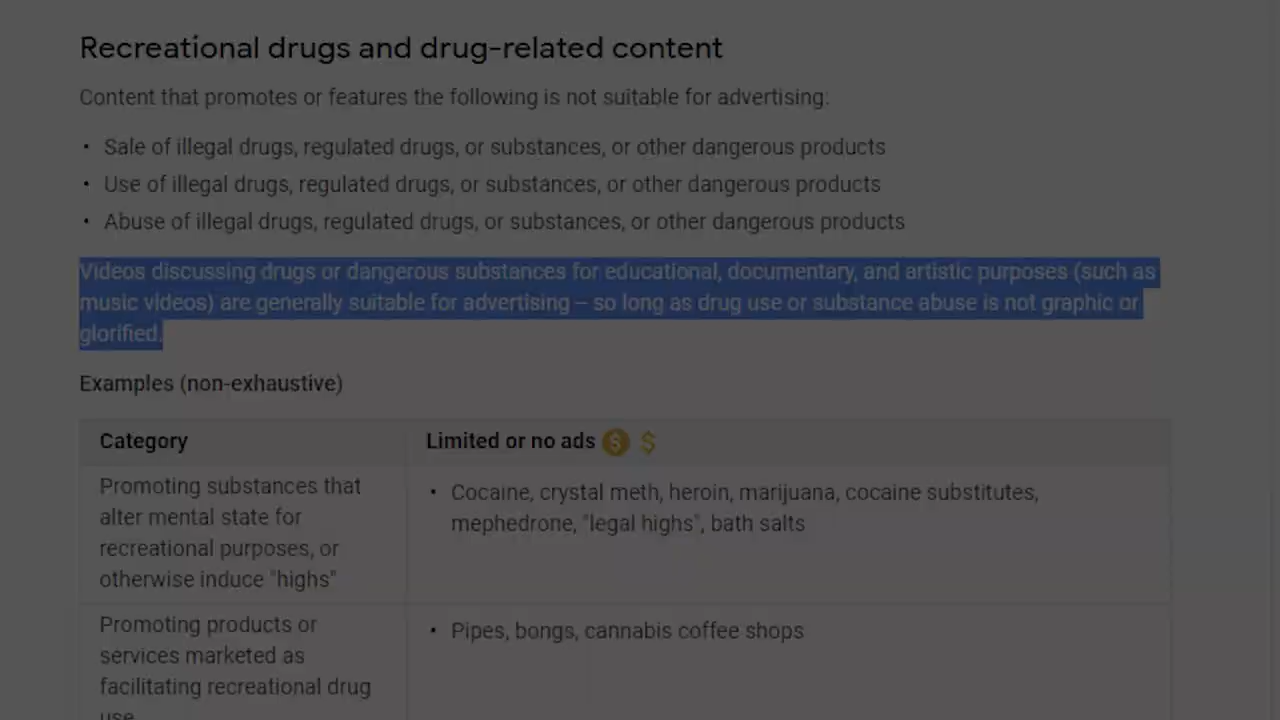 Recreational drugs and drug-related content
Content that promotes or features the following is not suitable for advertising:
• Sale of illegal drugs, regulated drugs, or substances, or other dangerous products
• Use of illegal drugs, regulated drugs, or substances, or other dangerous products
• Abuse of illegal drugs, regulated drugs, or substances, or other dangerous products
Videos discussing drugs or dangerous substances for educational, documentary, and artistic purposes (such as
music videos) are generally suitable for advertising – so long as drug use or substance abuse is not graphic or
glorified.
Examples (non-exhaustive)
Category
Limited or no ads $ $
Promoting substances that
alter mental state for
recreational purposes, or
otherwise induce "highs"
• Cocaine, crystal meth, heroin, marijuana, cocaine substitutes,
mephedrone, "legal highs", bath salts
Promoting products or
services marketed as
facilitating recreational drug
use
• Pipes, bongs, cannabis coffee shops